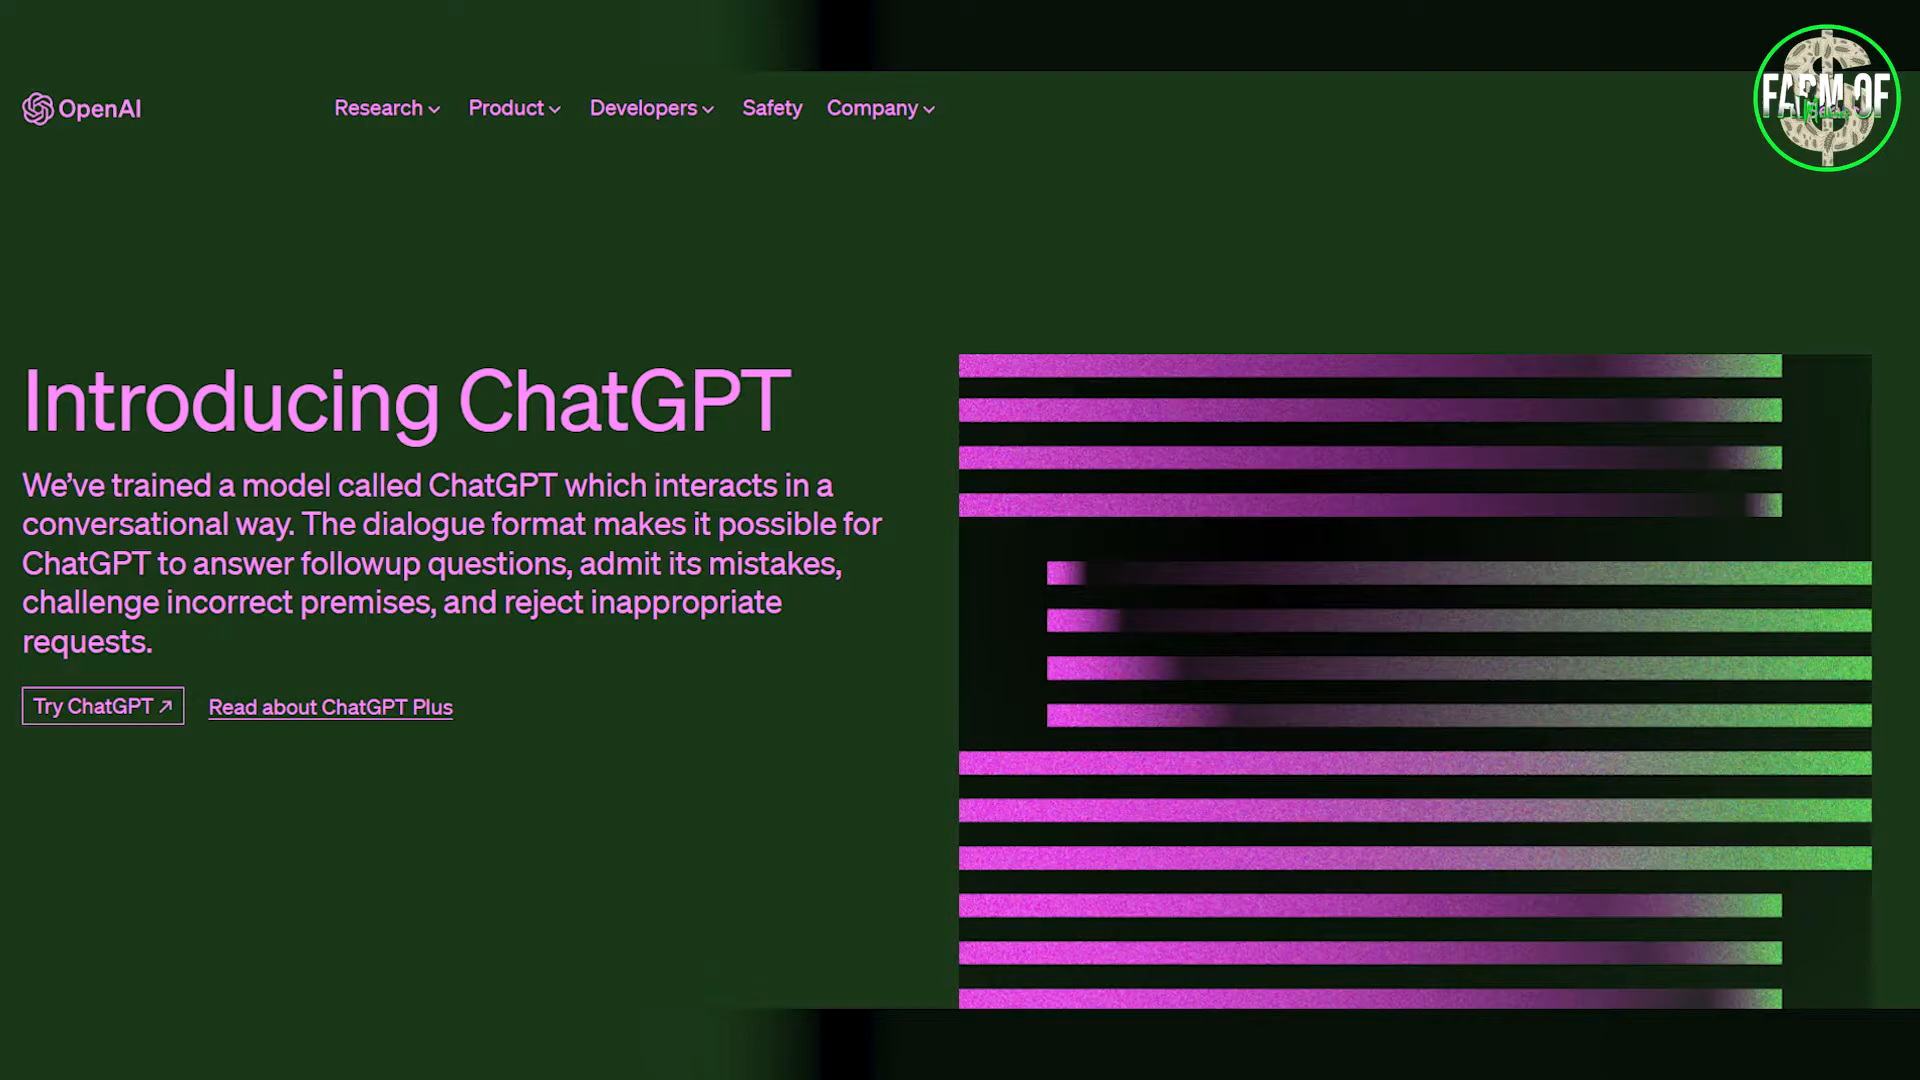 OpenAI
Research
Product
Developers
Safety
Company
FARM OF
Introducing ChatGPT
We’ve trained a model called ChatGPT which interacts in a
conversational way. The dialogue format makes it possible for
ChatGPT to answer followup questions, admit its mistakes,
challenge incorrect premises, and reject inappropriate
requests.
Try ChatGPT ↗
Read about ChatGPT Plus